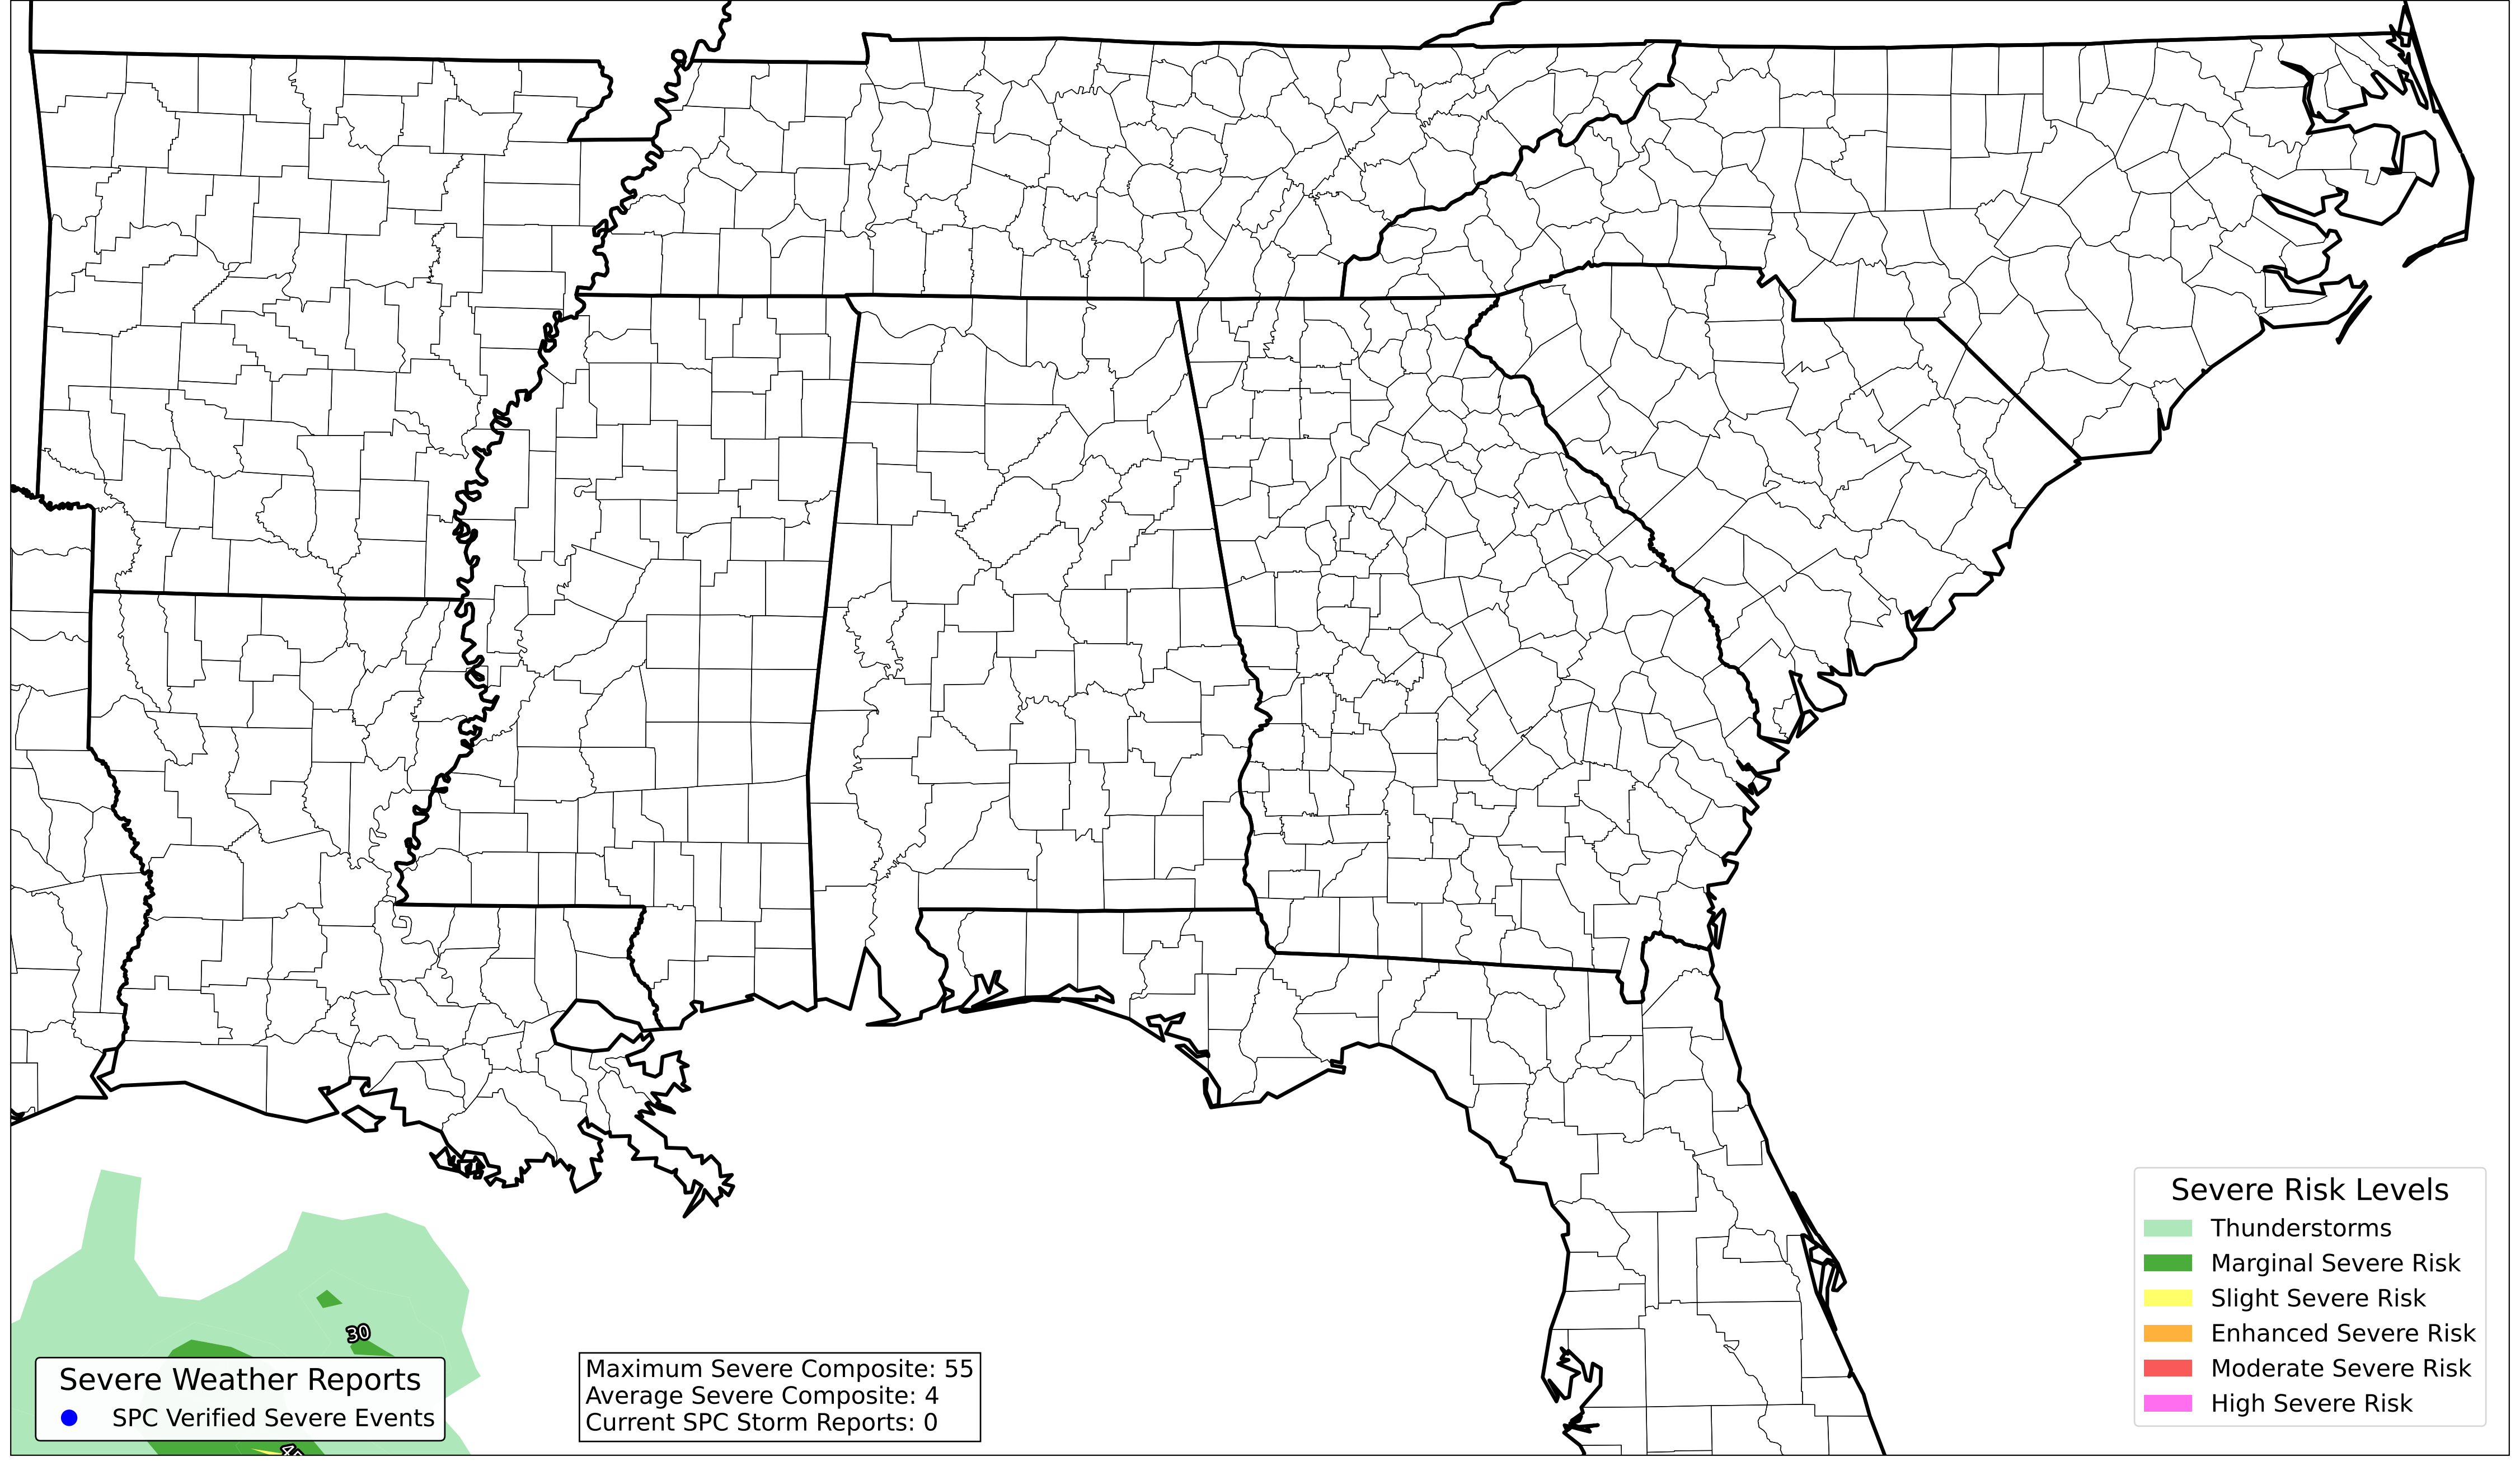 30
Severe Weather Reports
SPC Verified Severe Events
Maximum Severe Composite: 55
Average Severe Composite: 4
Current SPC Storm Reports: 0
Severe Risk Levels
Thunderstorms
Marginal Severe Risk
Slight Severe Risk
Enhanced Severe Risk
Moderate Severe Risk
High Severe Risk